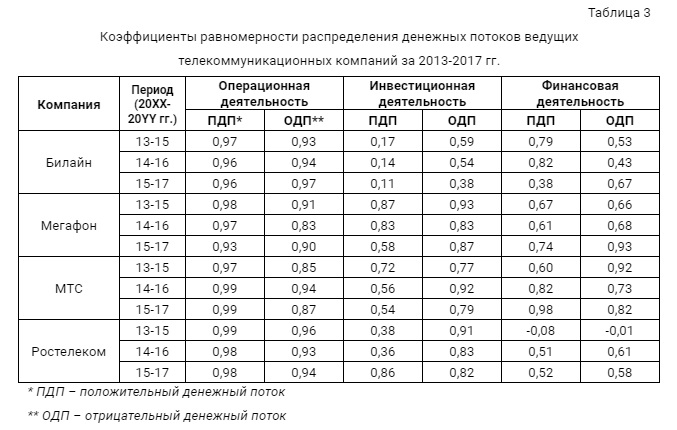 Таблица 3
Коэффициенты равномерности распределения денежных потоков ведущих
телекоммуникационных компаний за 2013-2017 гг.
Компания Период (20XX-20YY гг.) Операционная деятельность Инвестиционная деятельность Финансовая деятельность
ПДП* ОДП** ПДП ОДП ПДП ОДП
Билайн 13-15 0,97 0,93 0,17 0,59 0,79 0,53
14-16 0,96 0,94 0,14 0,54 0,82 0,43
15-17 0,96 0,97 0,11 0,38 0,38 0,67
Мегафон 13-15 0,98 0,91 0,87 0,93 0,67 0,66
14-16 0,97 0,83 0,83 0,83 0,61 0,68
15-17 0,93 0,90 0,58 0,87 0,74 0,93
МТС 13-15 0,97 0,85 0,72 0,77 0,60 0,92
14-16 0,99 0,94 0,56 0,92 0,82 0,73
15-17 0,99 0,87 0,54 0,79 0,98 0,82
Ростелеком 13-15 0,99 0,96 0,38 0,91 -0,08 -0,01
14-16 0,98 0,93 0,36 0,83 0,51 0,61
15-17 0,98 0,94 0,86 0,82 0,52 0,58
* ПДП – положительный денежный поток
** ОДП – отрицательный денежный поток